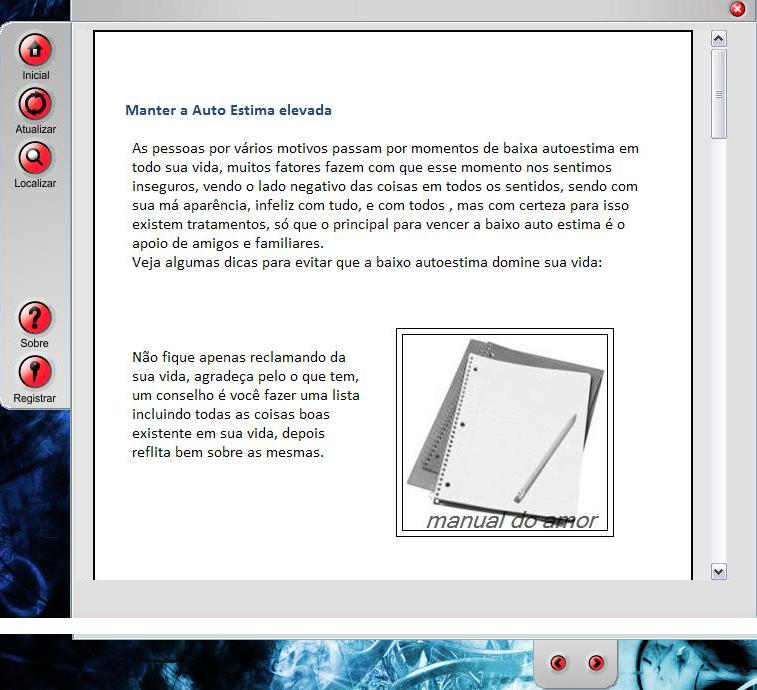 Inicial
Atualizar
Localizar
Sobre
Registrar
Manter a Auto Estima elevada
As pessoas por vários motivos passam por momentos de baixa autoestima em
todo sua vida, muitos fatores fazem com que esse momento nos sentimos
inseguros, vendo o lado negativo das coisas em todos os sentidos, sendo com
sua má aparência, infeliz com tudo, e com todos , mas com certeza para isso
existem tratamentos, só que o principal para vencer a baixo auto estima é o
apoio de amigos e familiares.
Veja algumas dicas para evitar que a baixo autoestima domine sua vida:
Não fique apenas reclamando da
sua vida, agradeça pelo o que tem,
um conselho é você fazer uma lista
incluindo todas as coisas boas
existente em sua vida, depois
reflita bem sobre as mesmas.
manual do amor